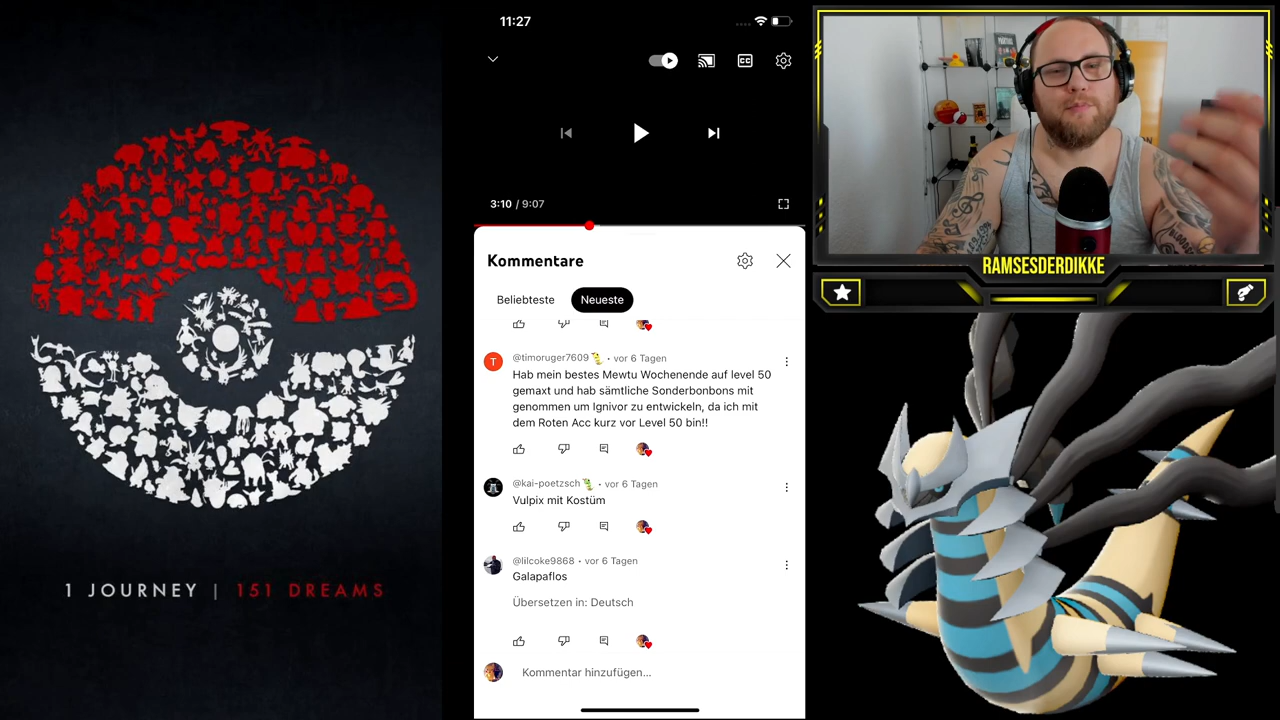 1 JOURNEY | 151 DREAMS
11:27
CC
3:10 / 9:07
Kommentare
Beliebteste
Neueste
T
@timoruger7609 • vor 6 Tagen
Hab mein bestes Mewtu Wochenende auf level 50
gemaxt und hab sämtliche Sonderbonbons mit
genommen um Ignivor zu entwickeln, da ich mit
dem Roten Acc kurz vor Level 50 bin!!
@kai-poetzsch • vor 6 Tagen
Vulpix mit Kostüm
@lilcoke9868 • vor 6 Tagen
Galapaflos
Übersetzen in: Deutsch
Kommentar hinzufügen...
RAMSESDERDIKKE